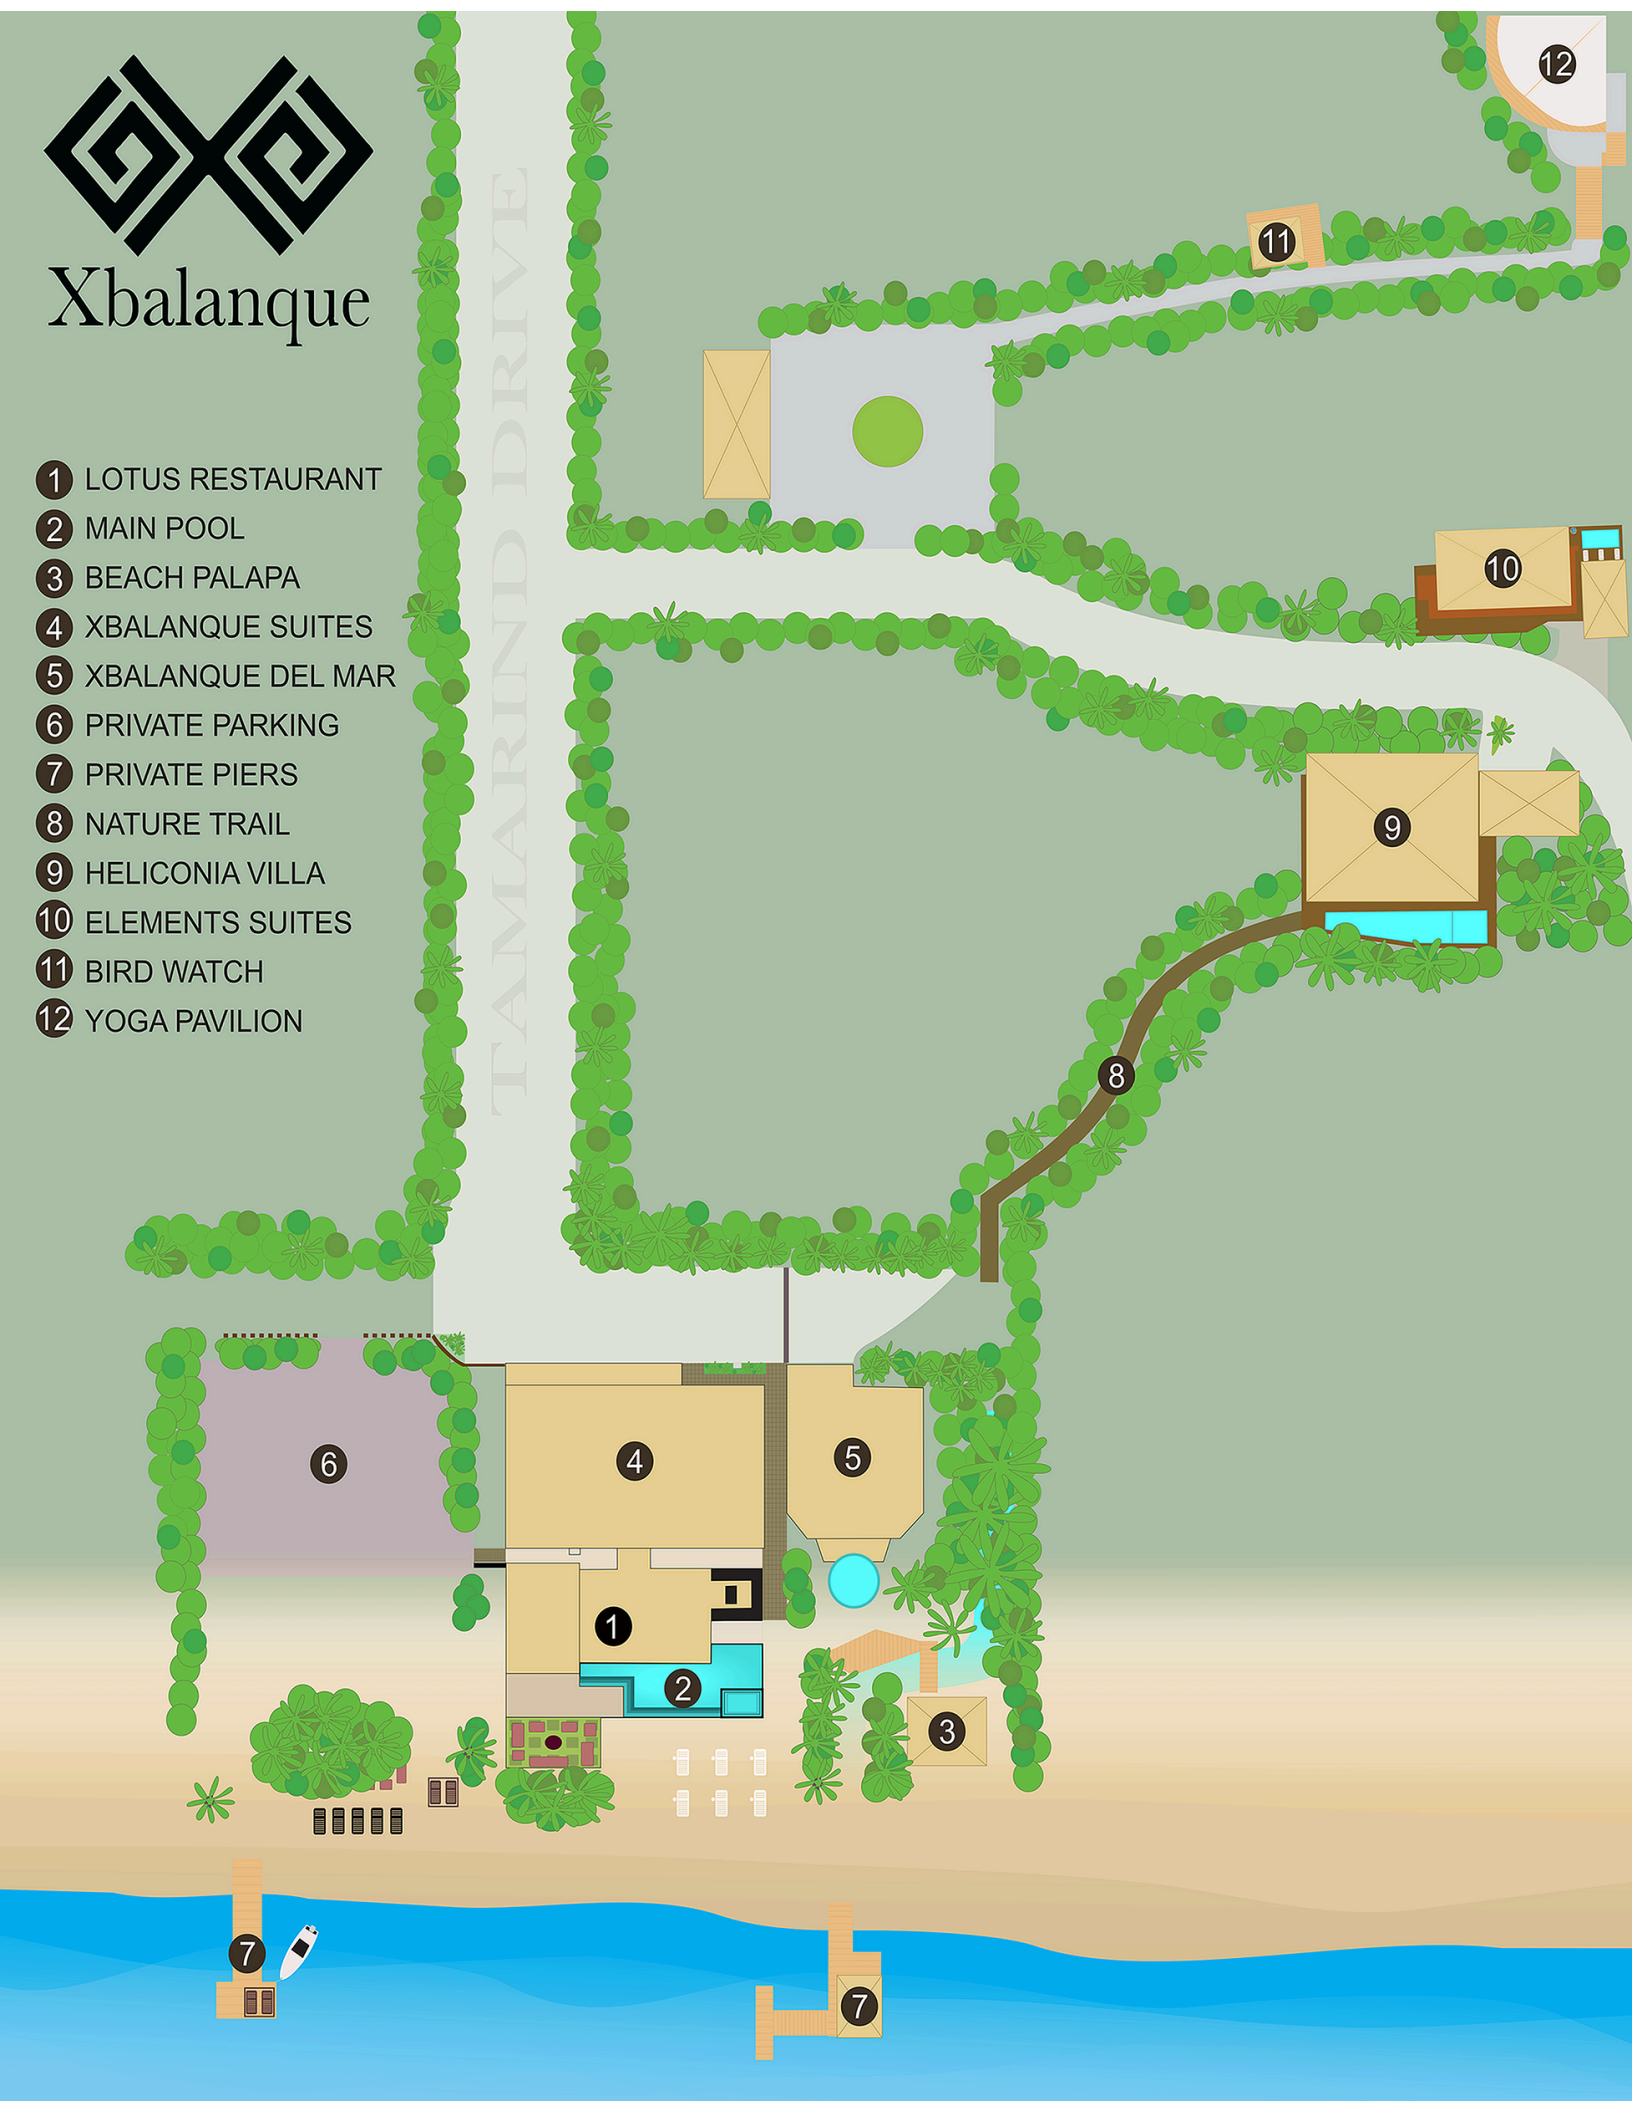 Xbalanque
1 LOTUS RESTAURANT
2 MAIN POOL
3 BEACH PALAPA
4 XBALANQUE SUITES
5 XBALANQUE DEL MAR
6 PRIVATE PARKING
7 PRIVATE PIERS
8 NATURE TRAIL
9 HELICONIA VILLA
10 ELEMENTS SUITES
11 BIRD WATCH
12 YOGA PAVILION
TAMARIND DRIVE
12
11
10
9
8
6
4
5
1
2
3
7
7